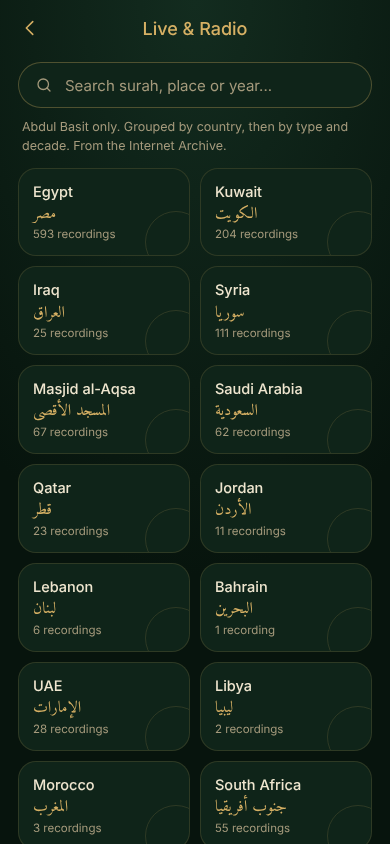 Live & Radio
Search surah, place or year...
Abdul Basit only. Grouped by country, then by type and
decade. From the Internet Archive.
Egypt
مصر
593 recordings
Kuwait
الكويت
204 recordings
Iraq
العراق
25 recordings
Syria
سوريا
111 recordings
Masjid al-Aqsa
المسجد الأقصى
67 recordings
Saudi Arabia
السعودية
62 recordings
Qatar
قطر
23 recordings
Jordan
الأردن
11 recordings
Lebanon
لبنان
6 recordings
Bahrain
البحرين
1 recording
UAE
الإمارات
28 recordings
Libya
ليبيا
2 recordings
Morocco
المغرب
3 recordings
South Africa
جنوب أفريقيا
55 recordings